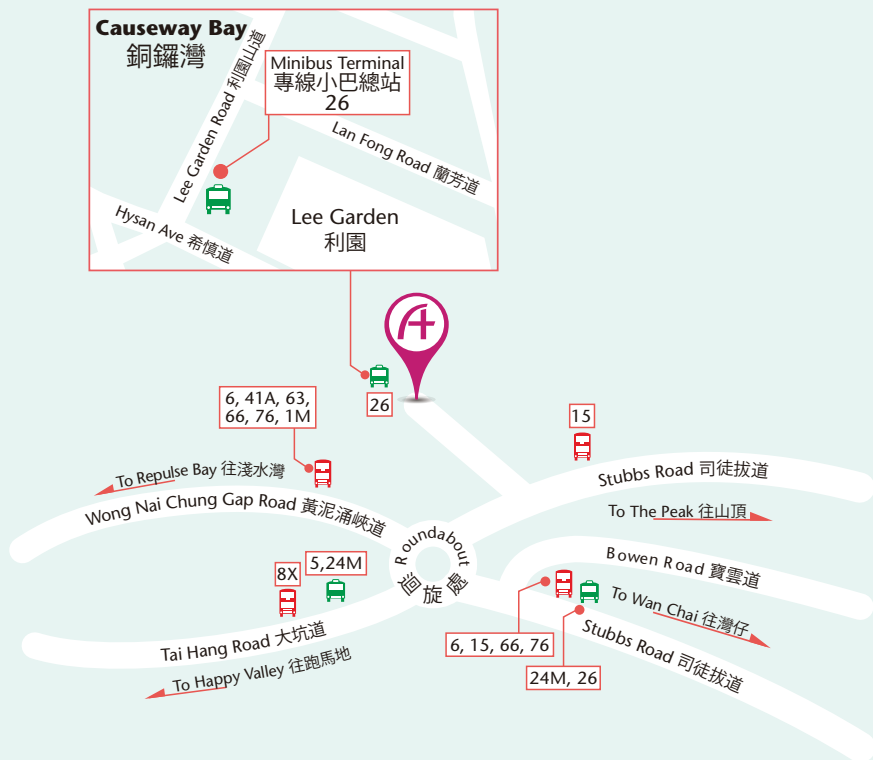 Causeway Bay
銅鑼灣
Minibus Terminal
專線小巴總站
26
Lee Garden Road 利園山道
Lan Fong Road 蘭芳道
Hysan Ave 希慎道
Lee Garden
利園
26
6, 41A, 63,
66, 76, 1M
15
To Repulse Bay 往淺水灣
Wong Nai Chung Gap Road 黃泥涌峽道
Stubbs Road 司徒拔道
To The Peak 往山頂
Roundabout
迴旋處
Bowen Road 寶雲道
8X
5,24M
To Wan Chai 往灣仔
Tai Hang Road 大坑道
To Happy Valley 往跑馬地
6, 15, 66, 76
Stubbs Road 司徒拔道
24M, 26